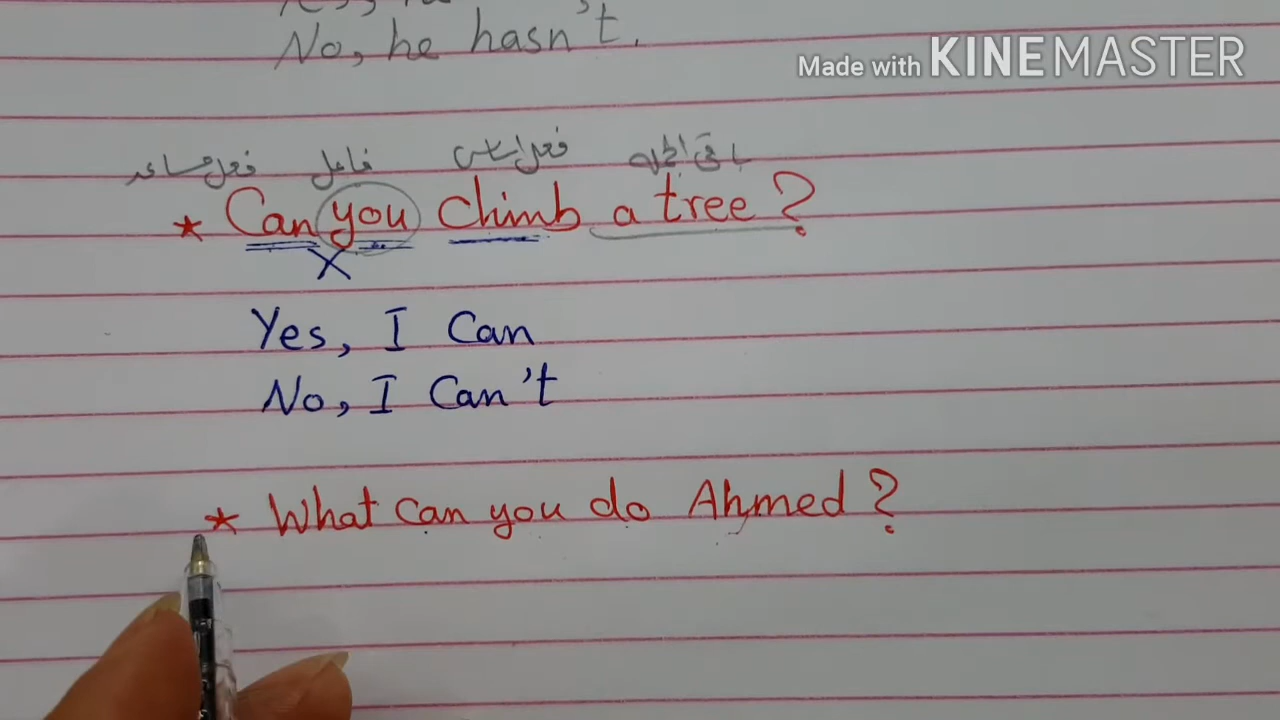 No, he hasn't.
Made with KINEMASTER
فعل مساعد فاعل فعل اساسي باقي الجملة
* Can you climb a tree?
X
Yes, I Can
No, I Can't
* What can you do Ahmed?